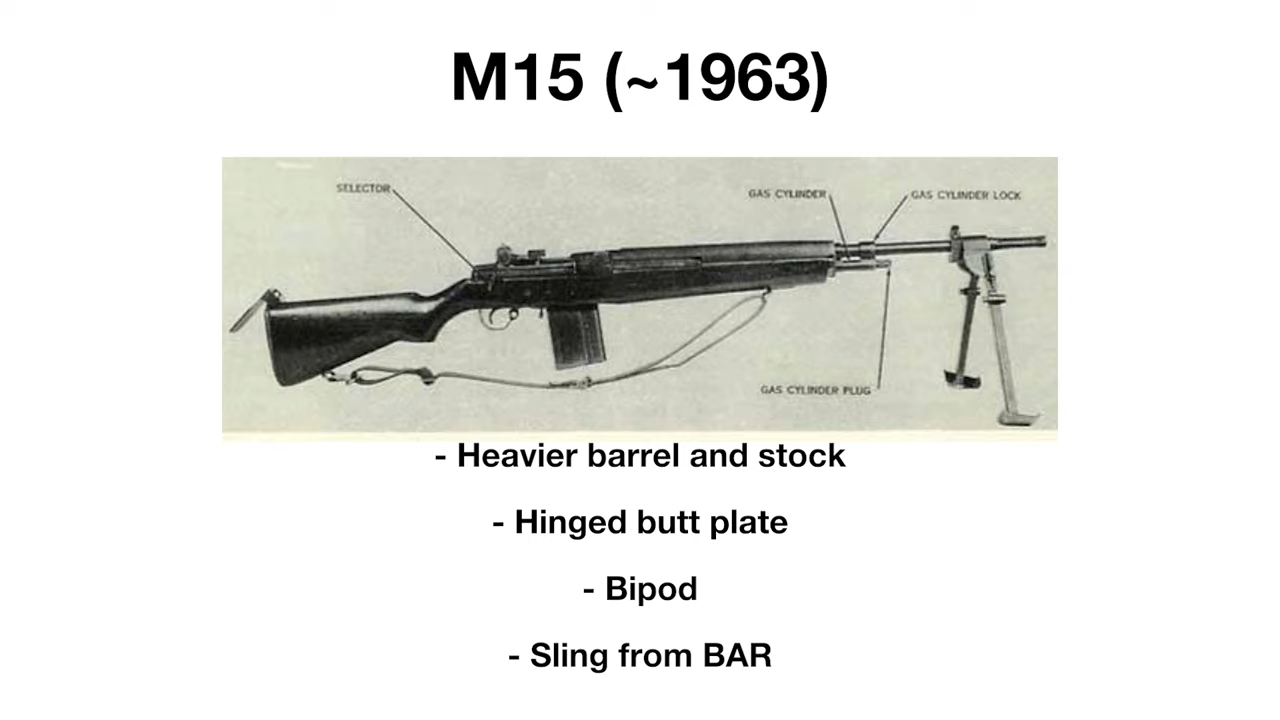 M15 (~1963)
SELECTOR
GAS CYLINDER
GAS CYLINDER LOCK
GAS CYLINDER PLUG
- Heavier barrel and stock
- Hinged butt plate
- Bipod
- Sling from BAR